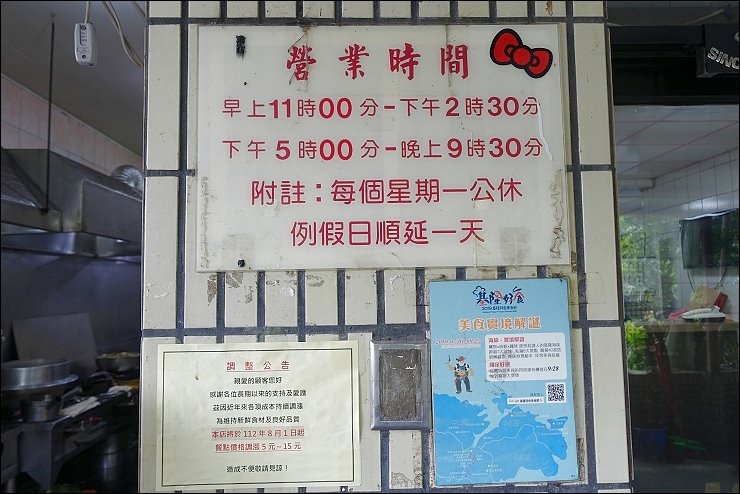 營業時間
早上11時00分-下午2時30分
下午5時00分-晚上9時30分
附註：每個星期一公休
例假日順延一天
調整公告
親愛的顧客您好
感謝各位長期以來的支持及愛護
茲因近年來各項成本持續調漲
為維持新鮮食材及良好品質
本店將於112年8月1日起
餐點價格調漲5元~15元
造成不便敬請見諒！
基隆好食
美食實境解謎